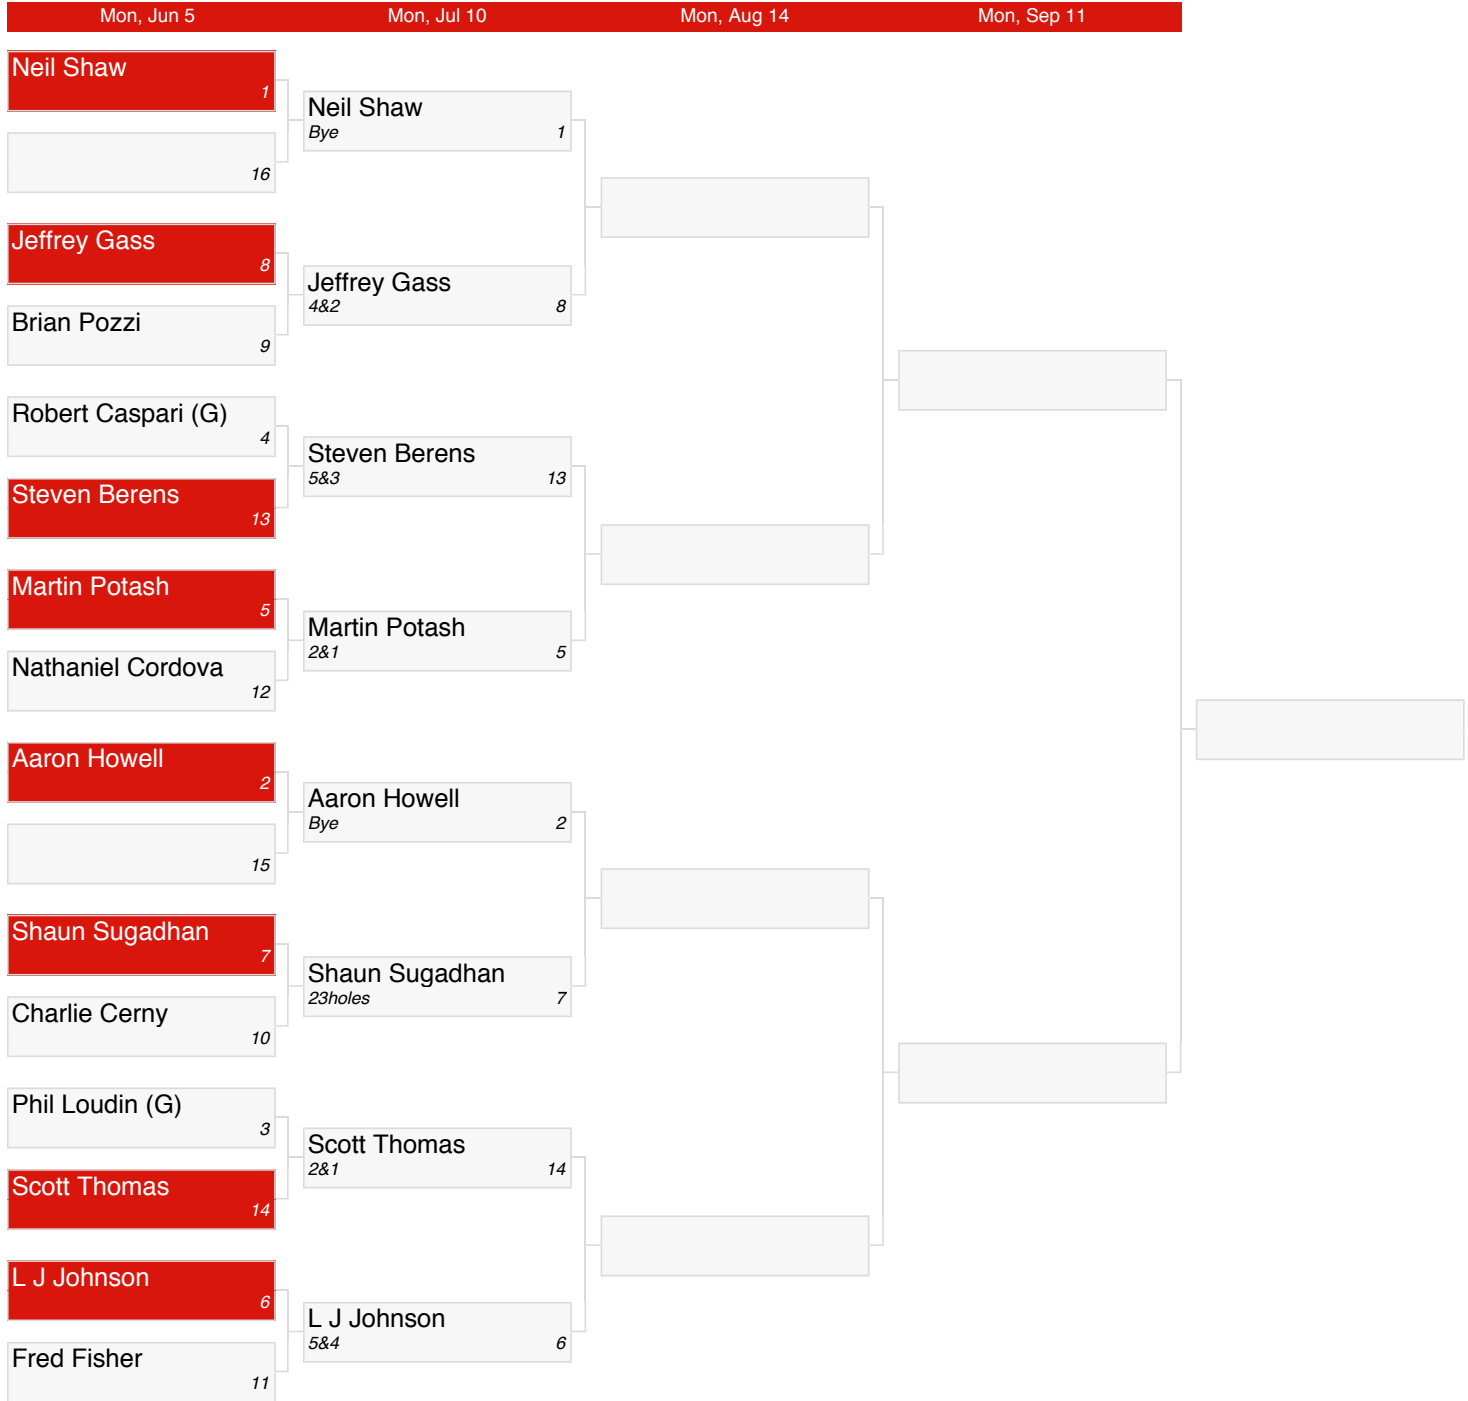 Mon, Jun 5
Mon, Jul 10
Mon, Aug 14
Mon, Sep 11
Neil Shaw
1
16
Jeffrey Gass
8
Brian Pozzi
9
Robert Caspari (G)
4
Steven Berens
13
Martin Potash
5
Nathaniel Cordova
12
Aaron Howell
2
15
Shaun Sugadhan
7
Charlie Cerny
10
Phil Loudin (G)
3
Scott Thomas
14
L J Johnson
6
Fred Fisher
11
Neil Shaw
Bye 1
Jeffrey Gass
4&2 8
Steven Berens
5&3 13
Martin Potash
2&1 5
Aaron Howell
Bye 2
Shaun Sugadhan
23holes 7
Scott Thomas
2&1 14
L J Johnson
5&4 6